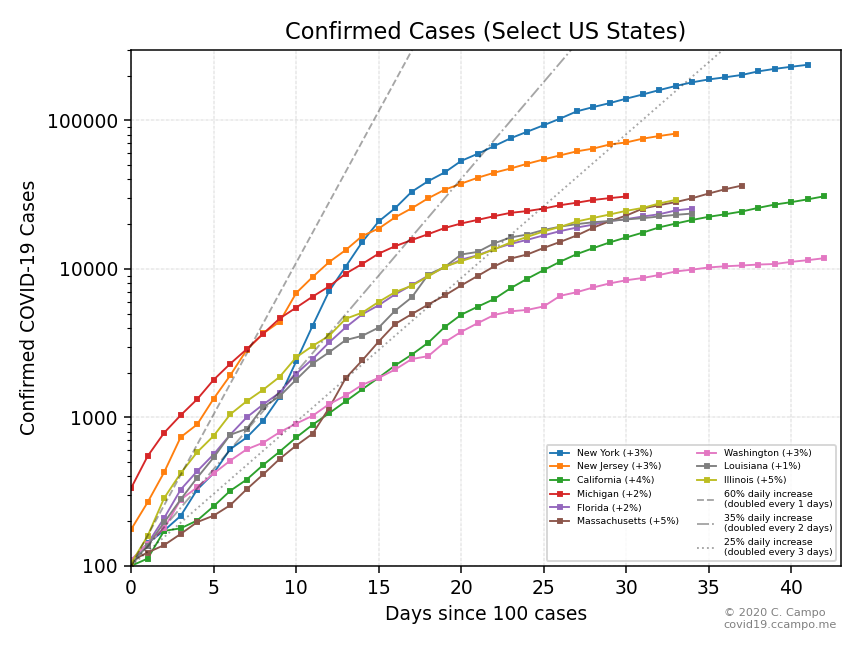 Confirmed Cases (Select US States)
Confirmed COVID-19 Cases
100000
10000
1000
100
0
5
10
15
20
25
30
35
40
Days since 100 cases
New York (+3%)
New Jersey (+3%)
California (+4%)
Michigan (+2%)
Florida (+2%)
Massachusetts (+5%)
Washington (+3%)
Louisiana (+1%)
Illinois (+5%)
60% daily increase
(doubled every 1 days)
35% daily increase
(doubled every 2 days)
25% daily increase
(doubled every 3 days)
© 2020 C. Campo
covid19.ccampo.me